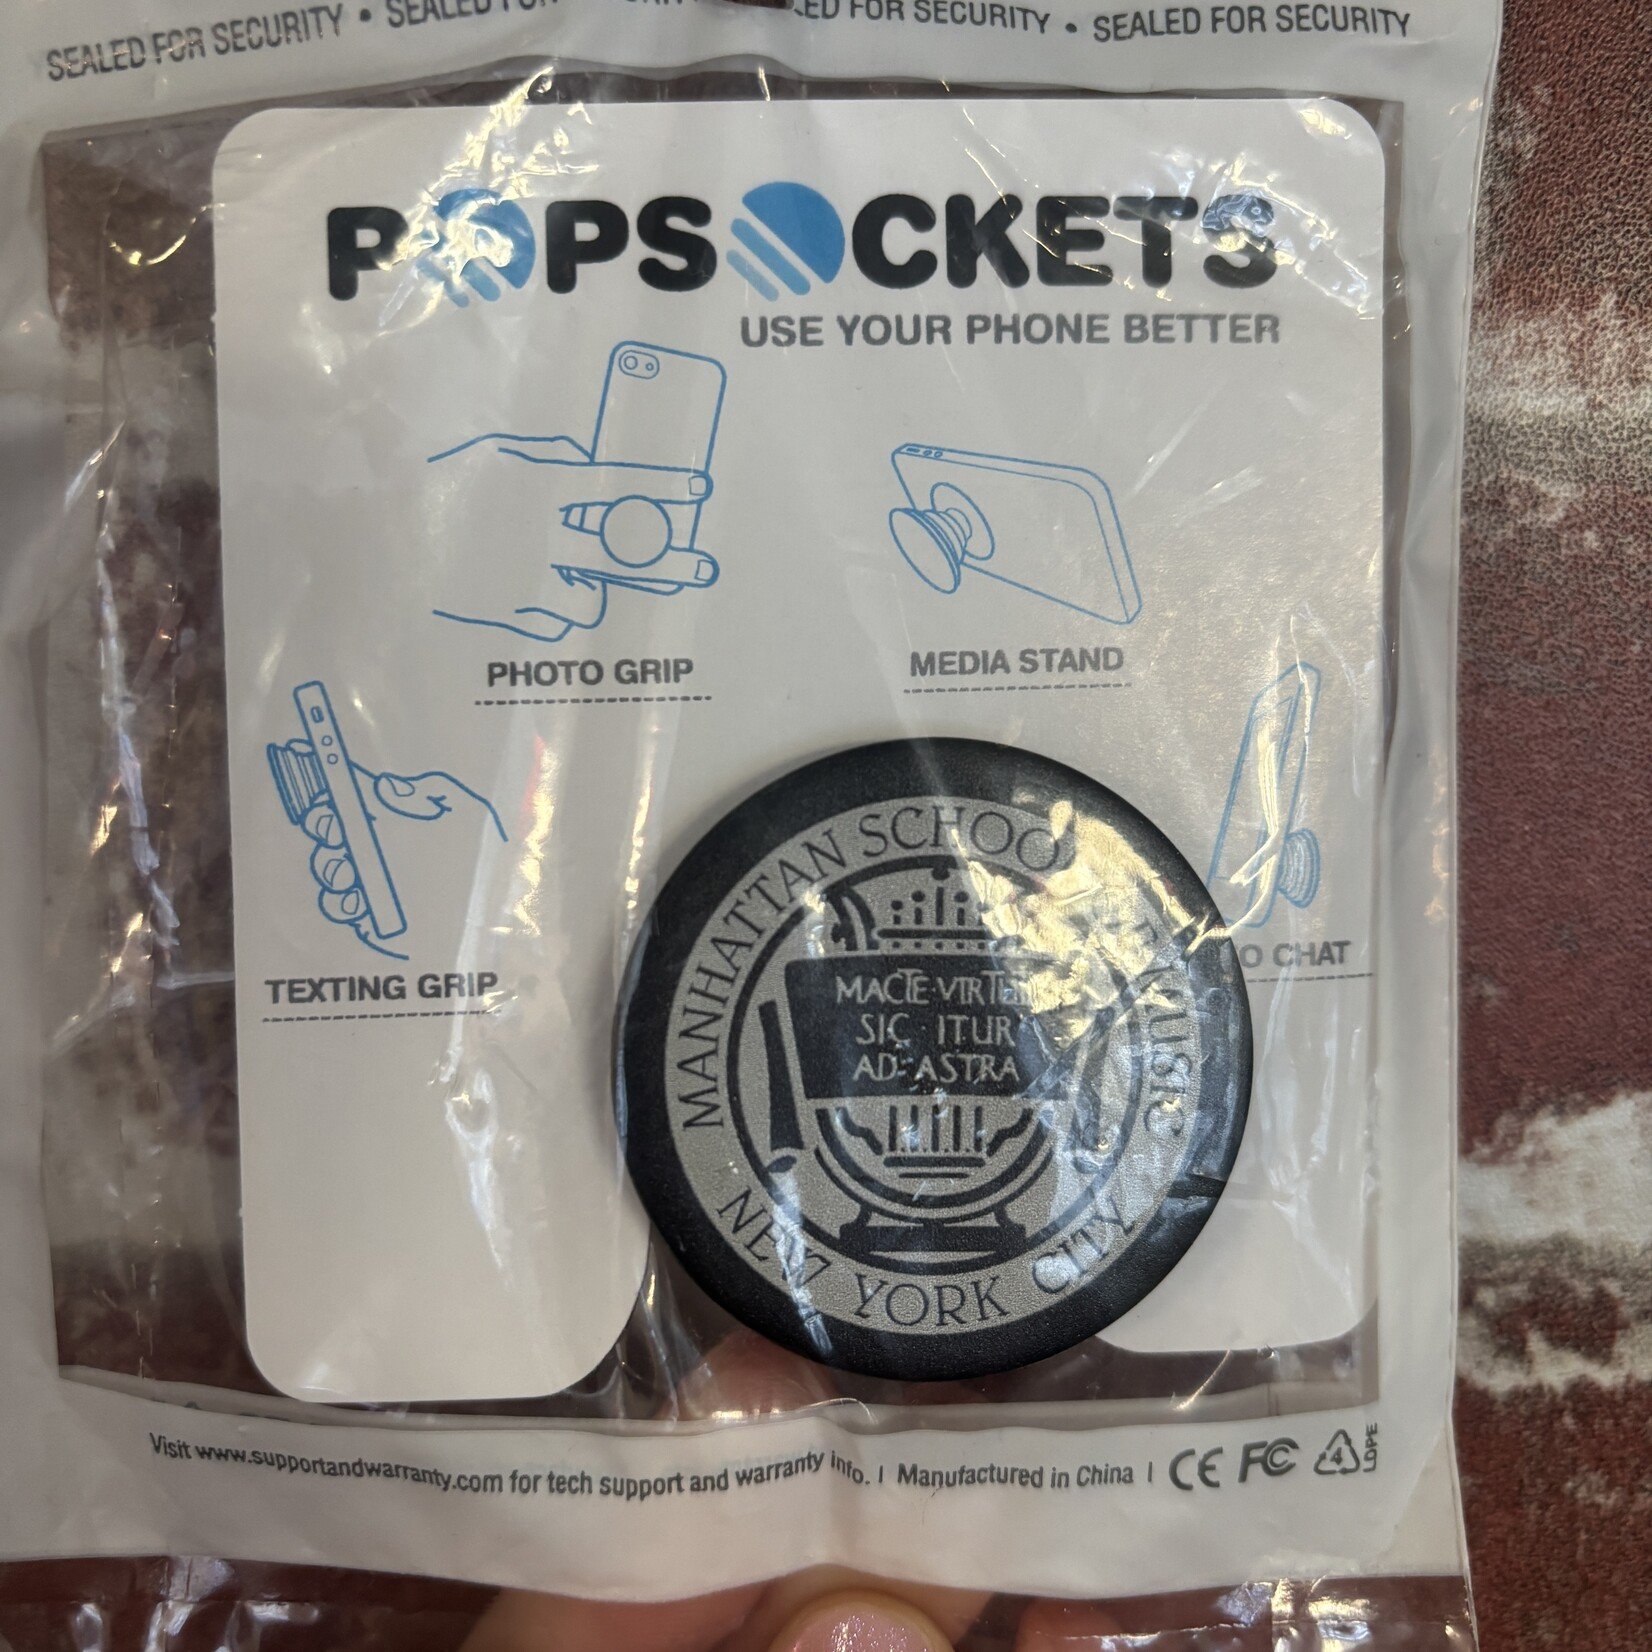 SEALED FOR SECURITY • SEALED FOR SECURITY • SEALED FOR SECURITY
POPSOCKETS
USE YOUR PHONE BETTER
PHOTO GRIP
MEDIA STAND
TEXTING GRIP
O CHAT
MANHATTAN SCHOOL MUSIC
MACTE·VIRT
SIC · ITUR
AD·ASTRA
NEW YORK CITY
Visit www.supportandwarranty.com for tech support and warranty info. | Manufactured in China | CE FC 4 LDPE